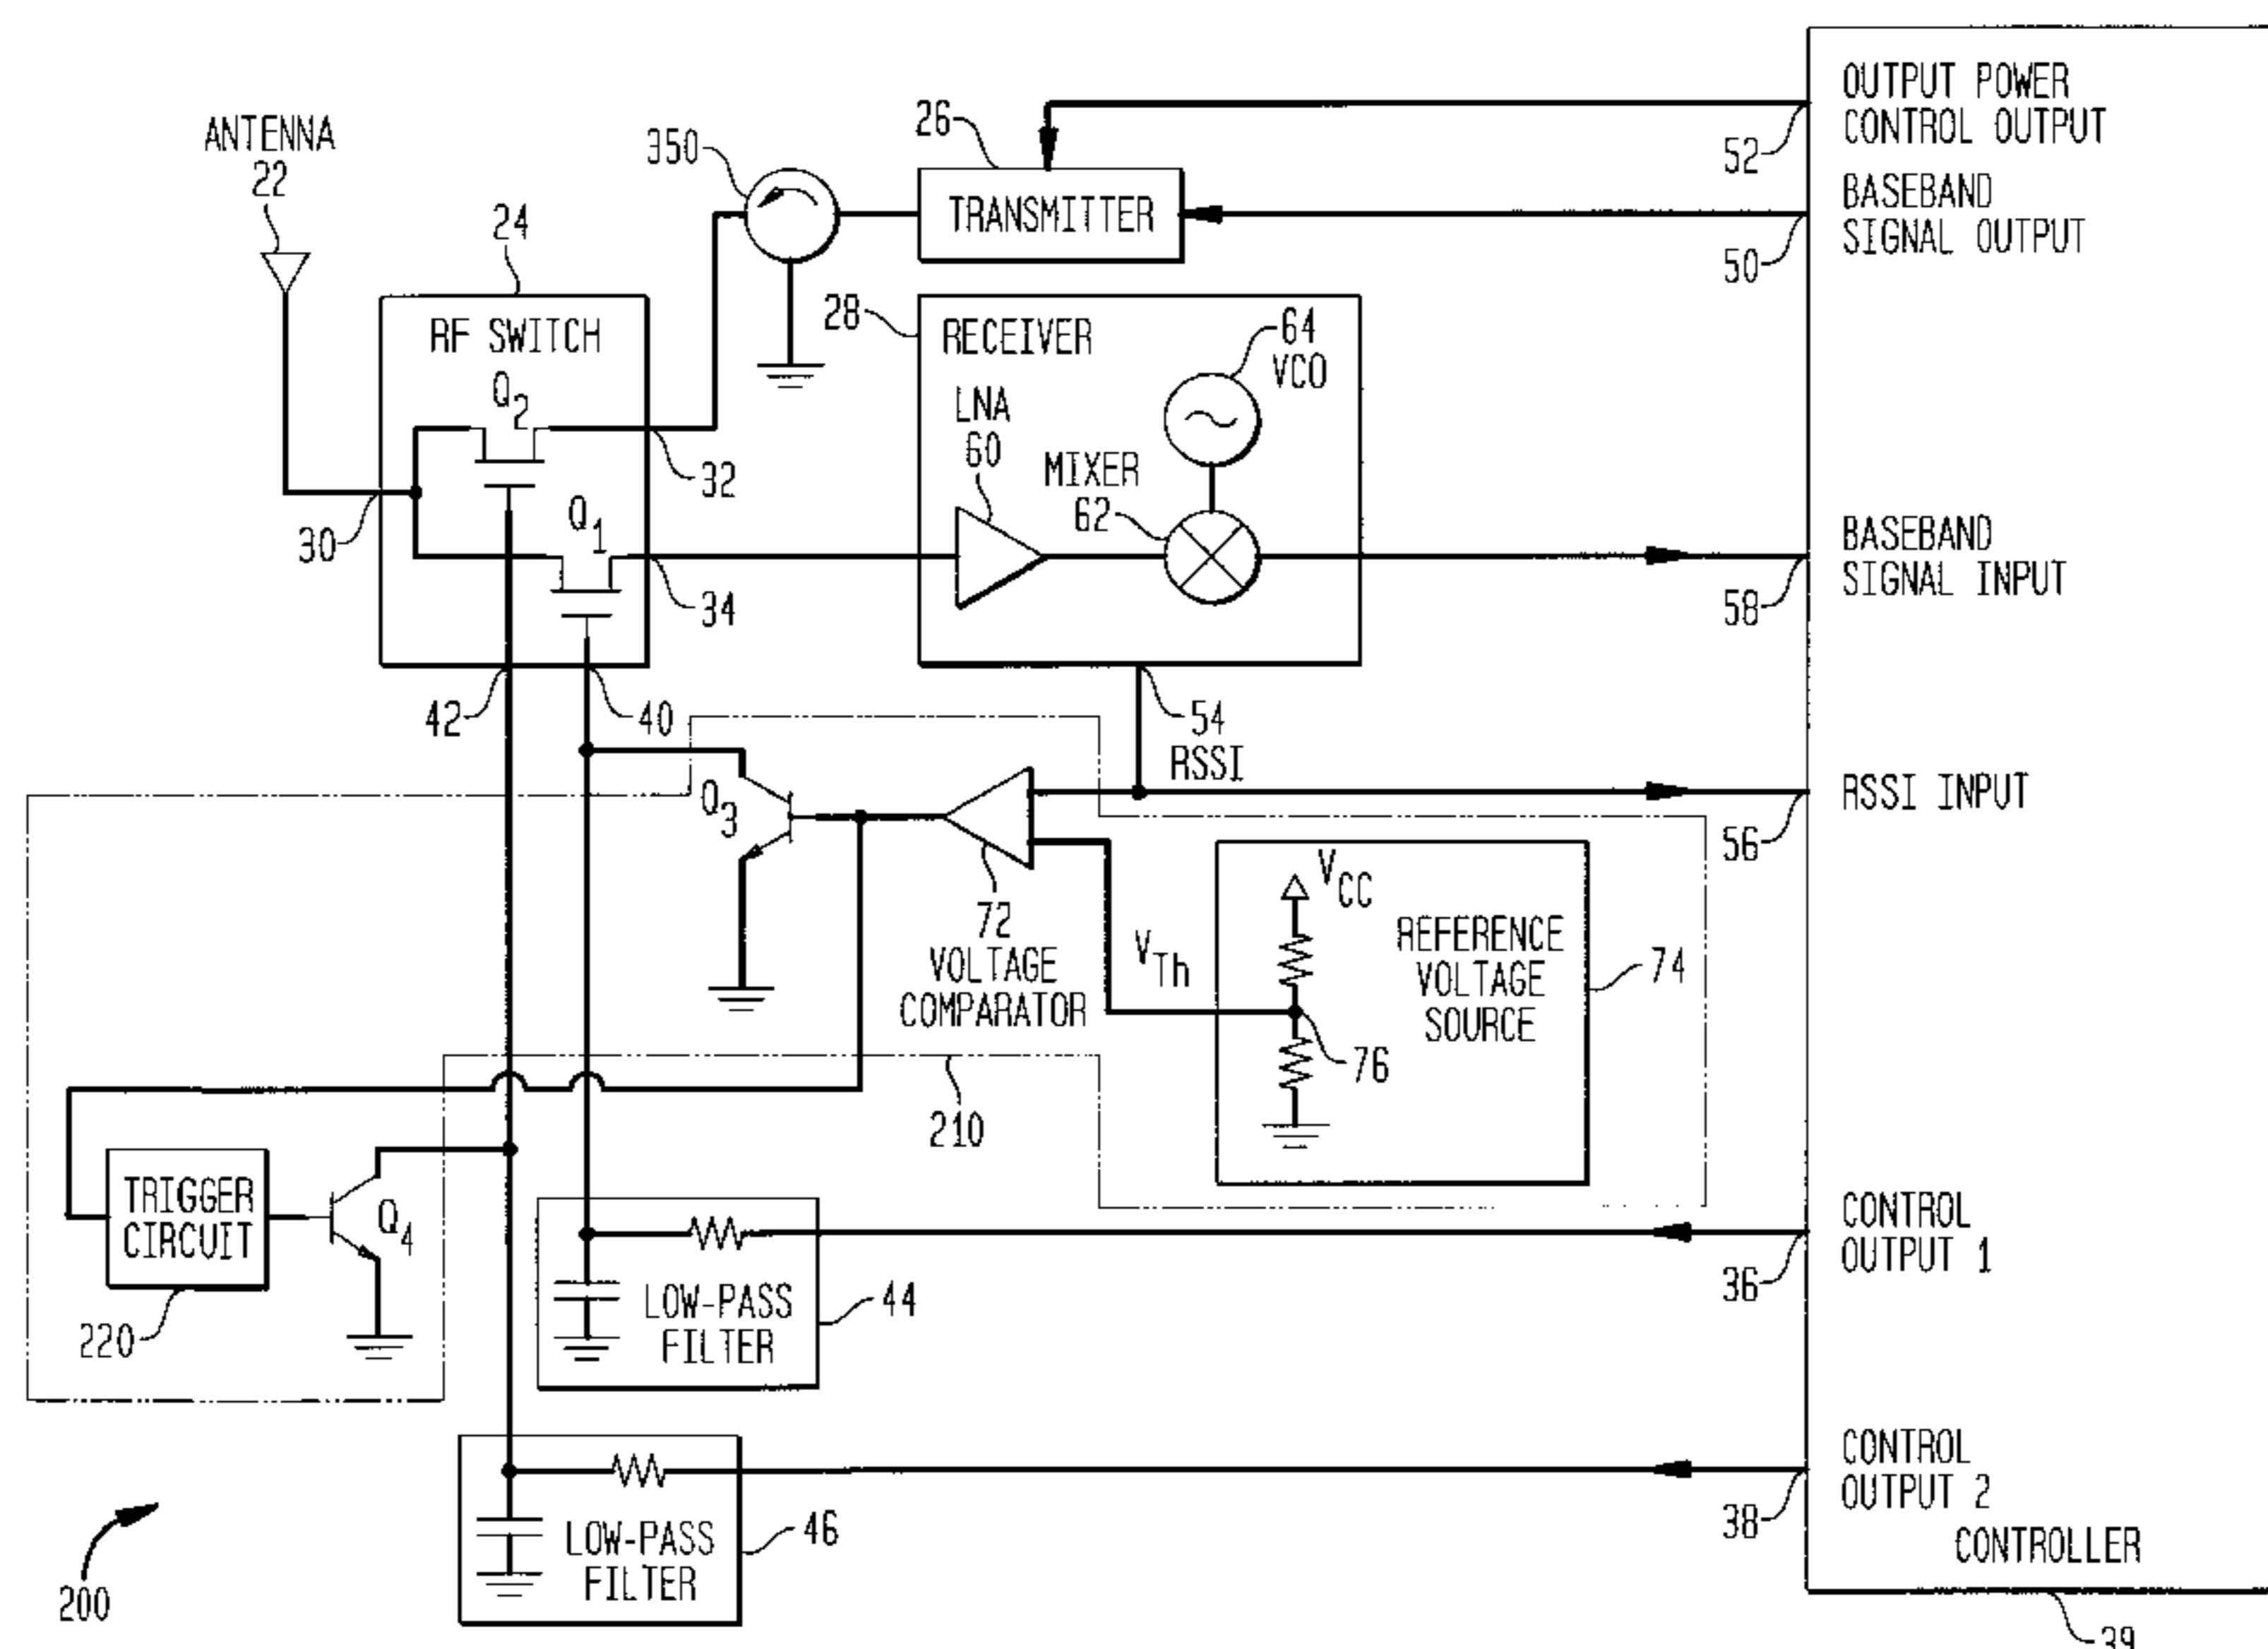 ANTENNA
22
24
RF SWITCH
Q2
Q1
30
32
34
42
40
350
26
TRANSMITTER
28
RECEIVER
LNA
60
MIXER
62
64
VCO
54
RSSI
Q3
72
VOLTAGE
COMPARATOR
VTh
VCC
REFERENCE
VOLTAGE
SOURCE
74
76
210
TRIGGER
CIRCUIT
Q4
220
LOW-PASS
FILTER
44
LOW-PASS
FILTER
46
200
52
OUTPUT POWER
CONTROL OUTPUT
50
BASEBAND
SIGNAL OUTPUT
58
BASEBAND
SIGNAL INPUT
56
RSSI INPUT
36
CONTROL
OUTPUT 1
38
CONTROL
OUTPUT 2
CONTROLLER
39